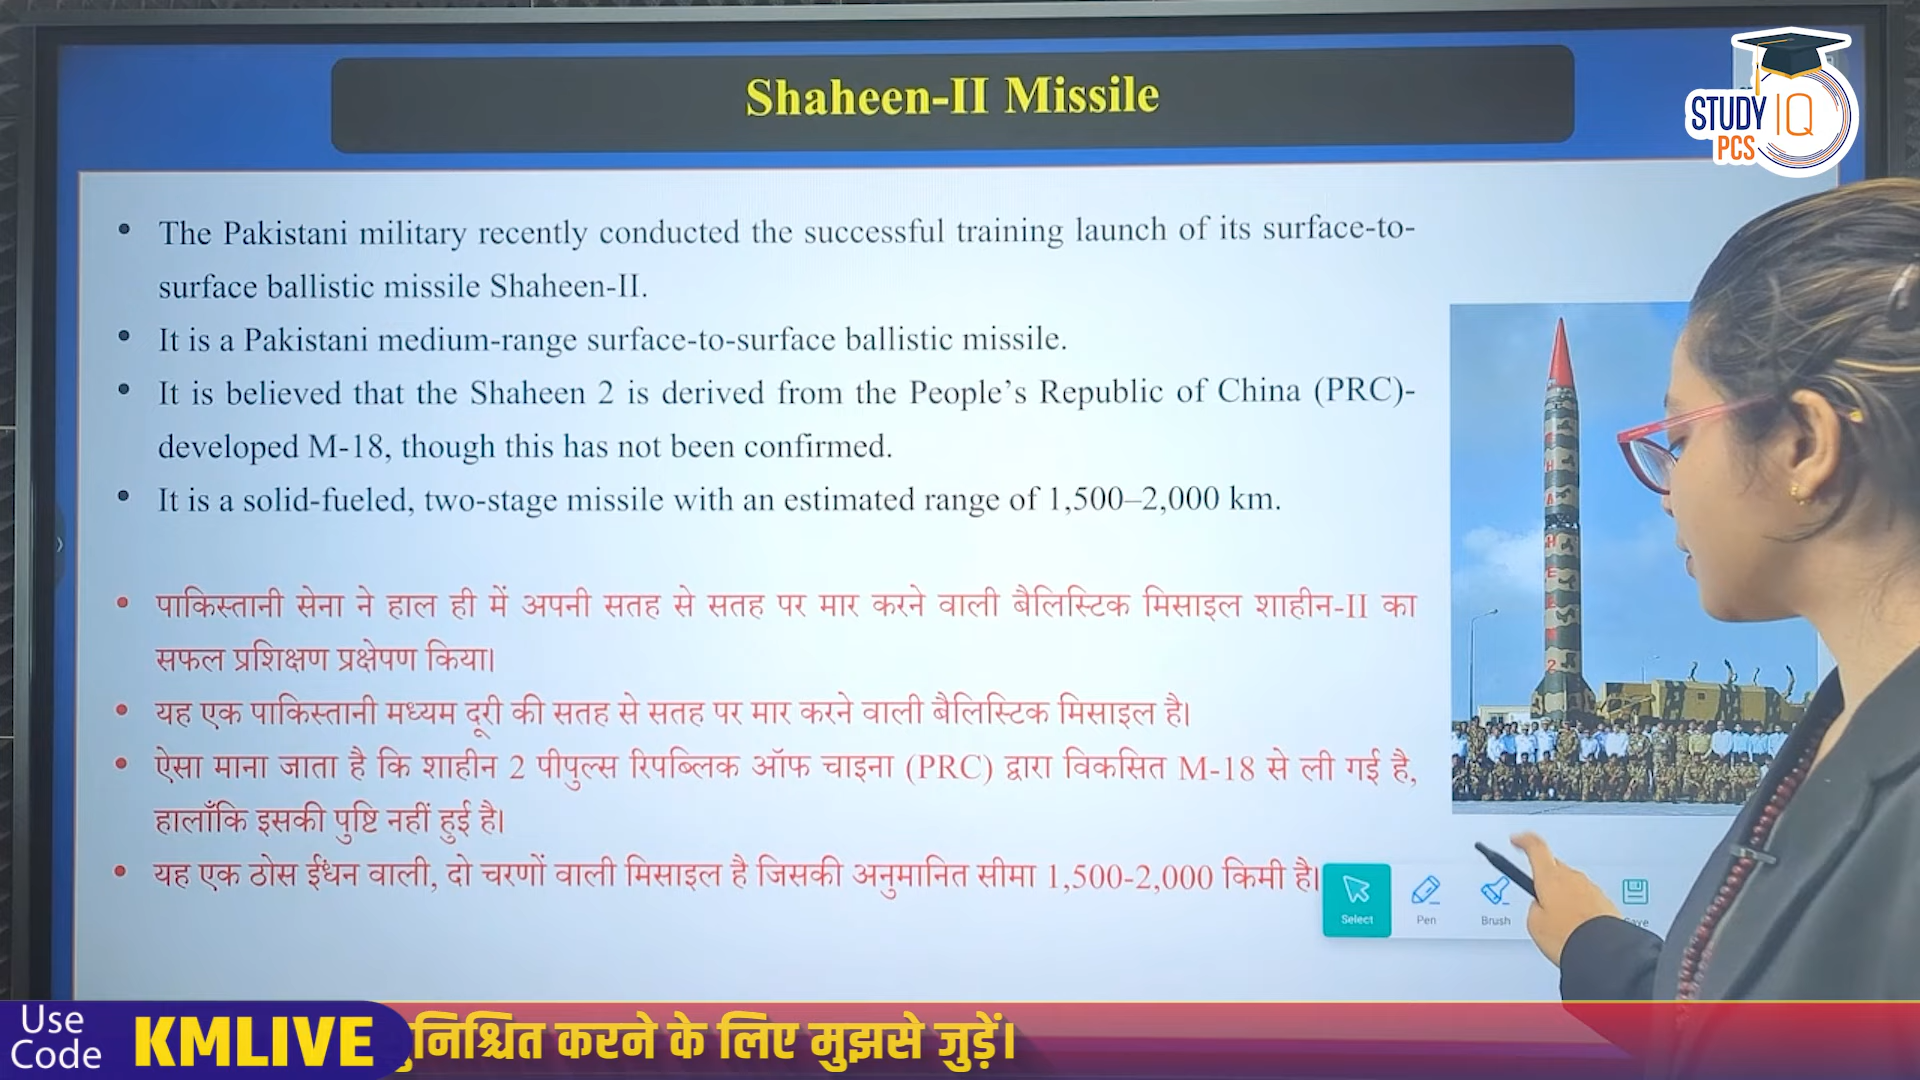 Shaheen-II Missile
STUDY IQ
PCS
• The Pakistani military recently conducted the successful training launch of its surface-to-
surface ballistic missile Shaheen-II.
• It is a Pakistani medium-range surface-to-surface ballistic missile.
• It is believed that the Shaheen 2 is derived from the People's Republic of China (PRC)-
developed M-18, though this has not been confirmed.
• It is a solid-fueled, two-stage missile with an estimated range of 1,500–2,000 km.
• पाकिस्तानी सेना ने हाल ही में अपनी सतह से सतह पर मार करने वाली बैलिस्टिक मिसाइल शाहीन-II का
सफल प्रशिक्षण प्रक्षेपण किया।
• यह एक पाकिस्तानी मध्यम दूरी की सतह से सतह पर मार करने वाली बैलिस्टिक मिसाइल है।
• ऐसा माना जाता है कि शाहीन 2 पीपुल्स रिपब्लिक ऑफ चाइना (PRC) द्वारा विकसित M-18 से ली गई है,
हालाँकि इसकी पुष्टि नहीं हुई है।
• यह एक ठोस ईंधन वाली, दो चरणों वाली मिसाइल है जिसकी अनुमानित सीमा 1,500-2,000 किमी है।
Select Pen Brush
Use
Code
KMLIVE
करने के लिए मुझसे जुड़ें।